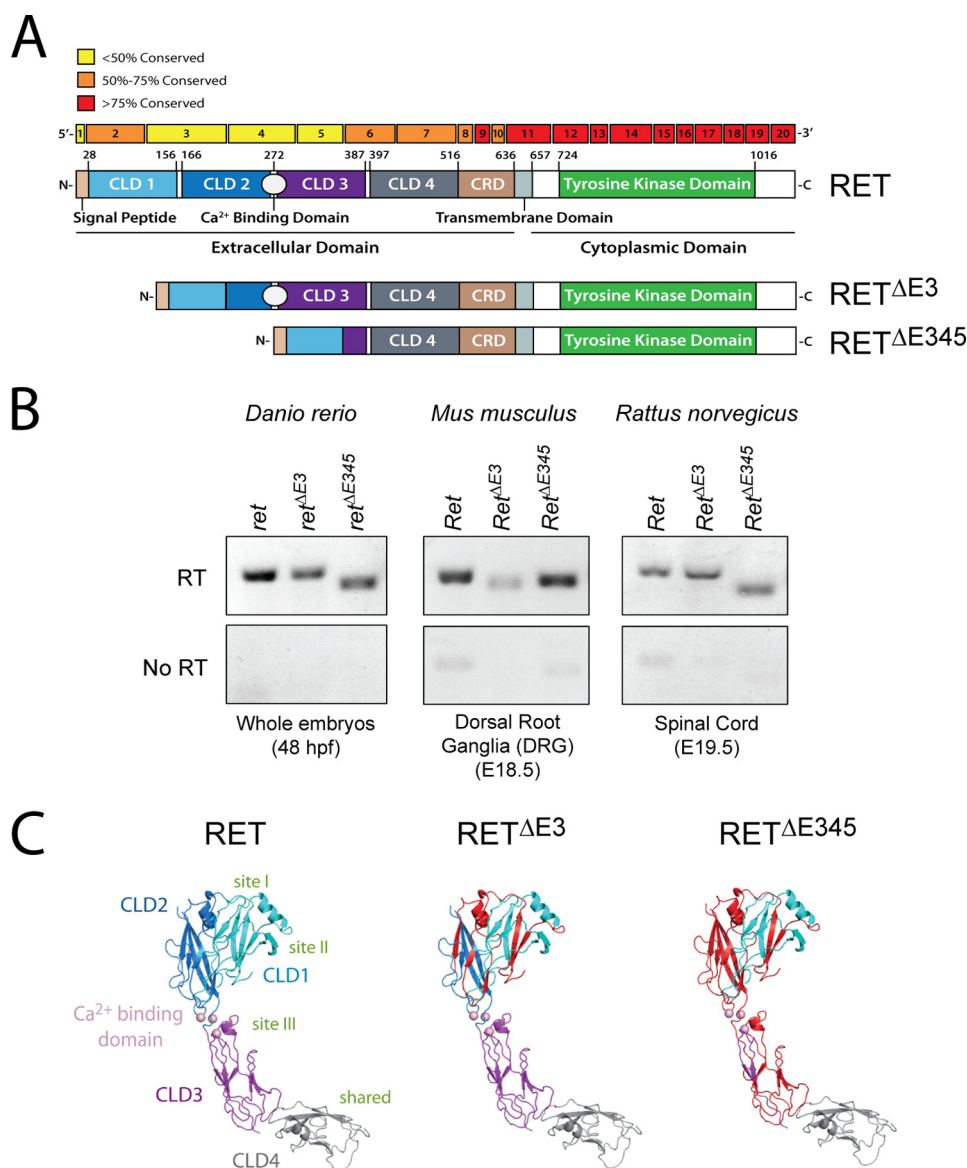 A
<50% Conserved
50%-75% Conserved
>75% Conserved
5’- 1 2 3 4 5 6 7 8 9 10 11 12 13 14 15 16 17 18 19 20 -3’
28 156 166 272 387 397 516 636 657 724 1016
N- CLD 1 CLD 2 CLD 3 CLD 4 CRD Tyrosine Kinase Domain -C RET
Signal Peptide Ca²⁺ Binding Domain Transmembrane Domain
Extracellular Domain Cytoplasmic Domain
N- CLD 3 CLD 4 CRD Tyrosine Kinase Domain -C RET^ΔE3
N- CLD 4 CRD Tyrosine Kinase Domain -C RET^ΔE345
B
Danio rerio Mus musculus Rattus norvegicus
ret ret^ΔE3 ret^ΔE345 Ret Ret^ΔE3 Ret^ΔE345 Ret Ret^ΔE3 Ret^ΔE345
RT
No RT
Whole embryos
(48 hpf)
Dorsal Root
Ganglia (DRG)
(E18.5)
Spinal Cord
(E19.5)
C
RET RET^ΔE3 RET^ΔE345
site I
CLD2
site II
CLD1
Ca²⁺ binding
domain
site III
CLD3
shared
CLD4